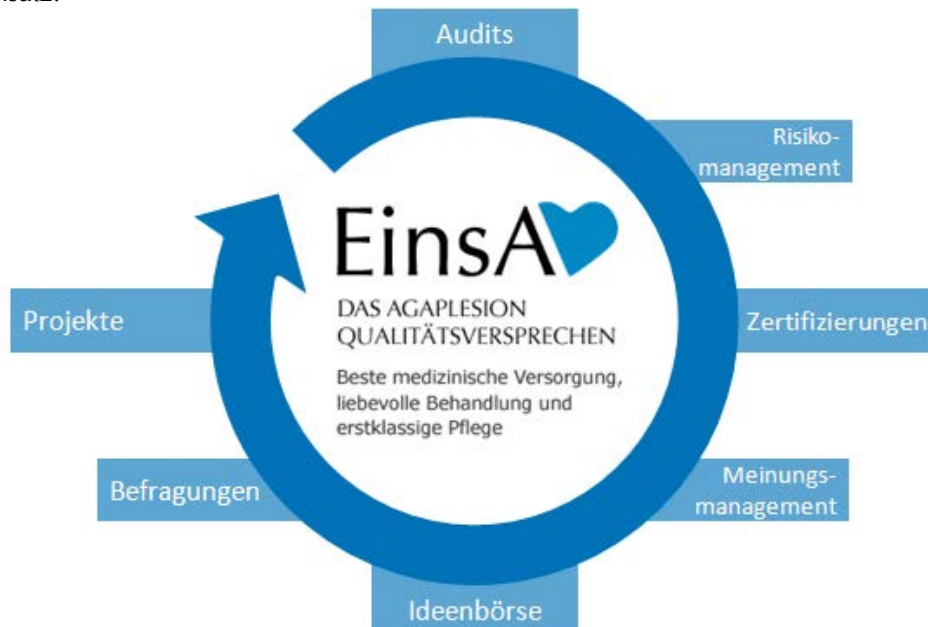 Audits
Risiko-
management
EinsA
DAS AGAPLESION
QUALITÄTSVERSPRECHEN
Beste medizinische Versorgung,
liebevolle Behandlung und
erstklassige Pflege
Projekte
Zertifizierungen
Befragungen
Meinungs-
management
Ideenbörse